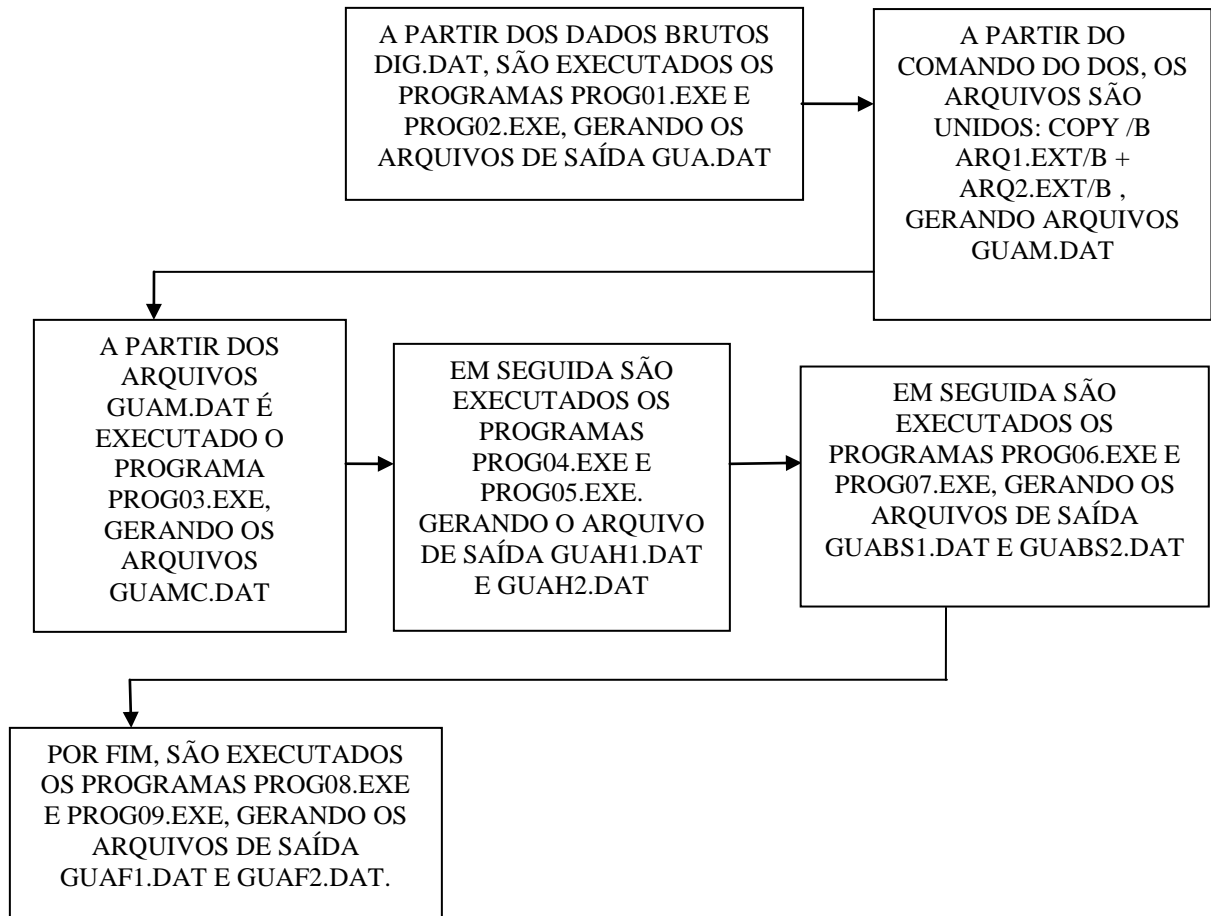 A PARTIR DOS DADOS BRUTOS
DIG.DAT, SÃO EXECUTADOS OS
PROGRAMAS PROG01.EXE E
PROG02.EXE, GERANDO OS
ARQUIVOS DE SAÍDA GUA.DAT
A PARTIR DO
COMANDO DO DOS, OS
ARQUIVOS SÃO
UNIDOS: COPY /B
ARQ1.EXT/B +
ARQ2.EXT/B ,
GERANDO ARQUIVOS
GUAM.DAT
A PARTIR DOS
ARQUIVOS
GUAM.DAT É
EXECUTADO O
PROGRAMA
PROG03.EXE,
GERANDO OS
ARQUIVOS
GUAMC.DAT
EM SEGUIDA SÃO
EXECUTADOS OS
PROGRAMAS
PROG04.EXE E
PROG05.EXE.
GERANDO O ARQUIVO
DE SAÍDA GUAH1.DAT
E GUAH2.DAT
EM SEGUIDA SÃO
EXECUTADOS OS
PROGRAMAS PROG06.EXE E
PROG07.EXE, GERANDO OS
ARQUIVOS DE SAÍDA
GUABS1.DAT E GUABS2.DAT
POR FIM, SÃO EXECUTADOS
OS PROGRAMAS PROG08.EXE
E PROG09.EXE, GERANDO OS
ARQUIVOS DE SAÍDA
GUAF1.DAT E GUAF2.DAT.